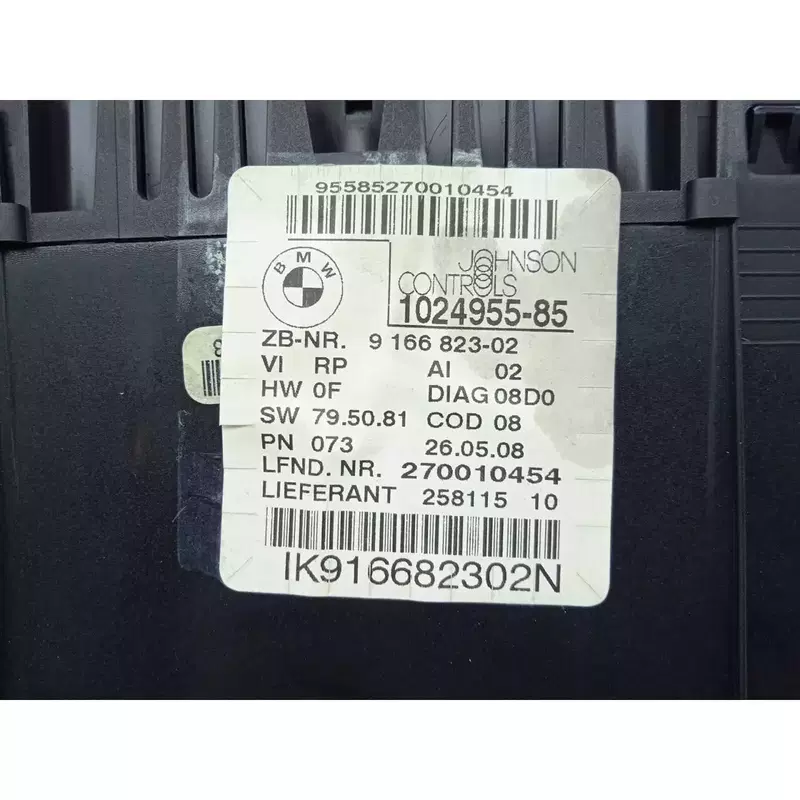 95585270010454
BMW
JOHNSON
CONTROLS
1024955-85
ZB-NR. 9 166 823-02
VI RP AI 02
HW 0F DIAG 08D0
SW 79.50.81 COD 08
PN 073 26.05.08
LFND. NR. 270010454
LIEFERANT 258115 10
IK916682302N